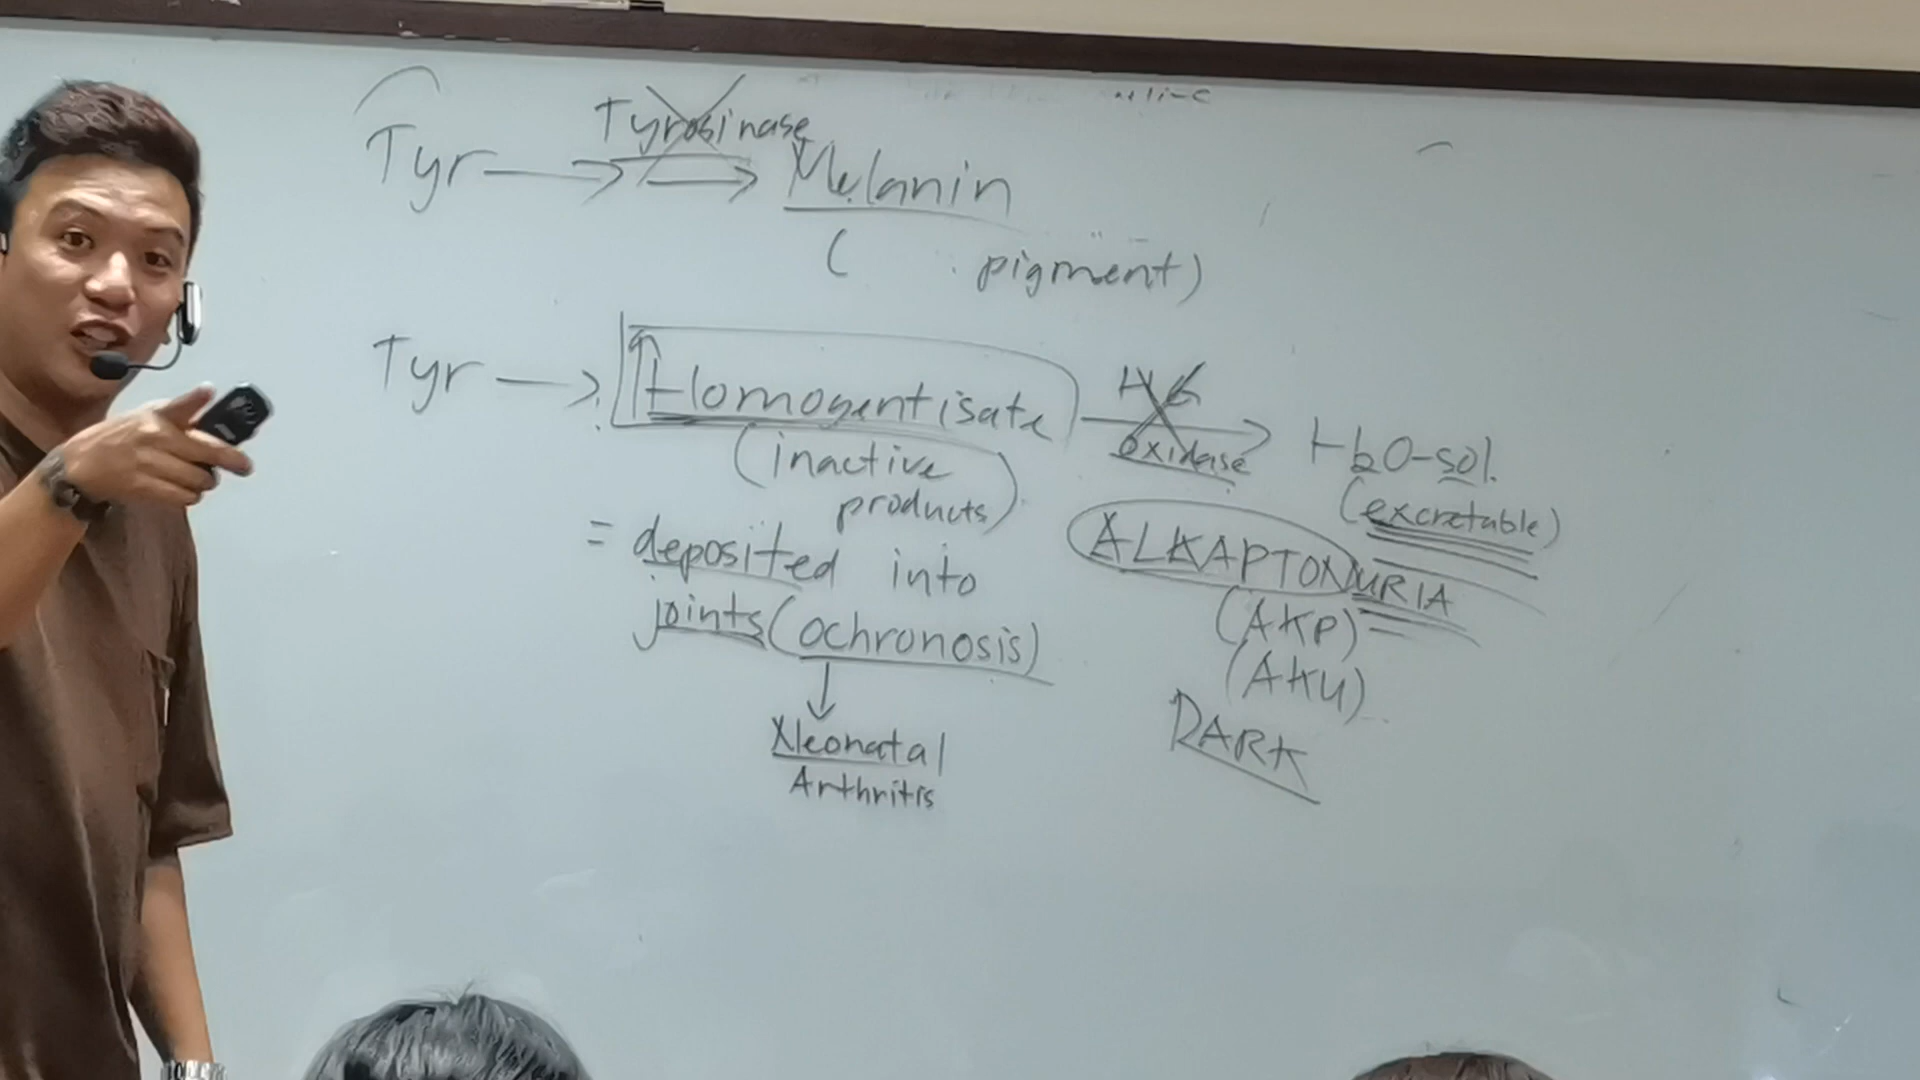 Tyrosinase
Tyr → → Melanin
( pigment)
Tyr → ↑Homogentisate
HG
oxidase
→ H2O-sol.
(excretable)
(inactive
products)
= deposited into
joints (ochronosis)
↓
Neonatal
Arthritis
ALKAPTONURIA
(AKP)
(AKU)
DARK